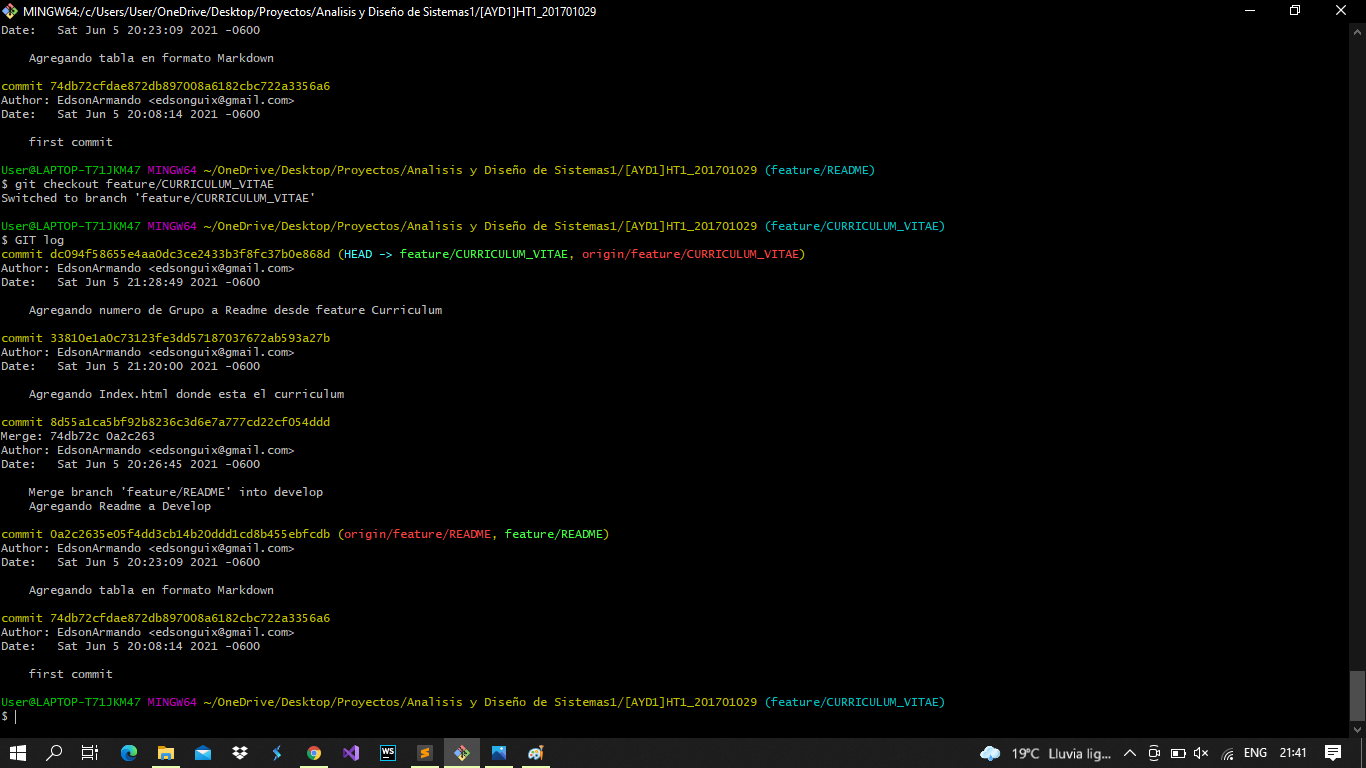 MINGW64:/c/Users/User/OneDrive/Desktop/Proyectos/Analisis y Diseño de Sistemas1/[AYD1]HT1_201701029
Date:   Sat Jun 5 20:23:09 2021 -0600
    Agregando tabla en formato Markdown
commit 74db72cfdae872db897008a6182cbc722a3356a6
Author: EdsonArmando <edsonguix@gmail.com>
Date:   Sat Jun 5 20:08:14 2021 -0600
    first commit
User@LAPTOP-T71JKM47 MINGW64 ~/OneDrive/Desktop/Proyectos/Analisis y Diseño de Sistemas1/[AYD1]HT1_201701029 (feature/README)
$ git checkout feature/CURRICULUM_VITAE
Switched to branch 'feature/CURRICULUM_VITAE'
User@LAPTOP-T71JKM47 MINGW64 ~/OneDrive/Desktop/Proyectos/Analisis y Diseño de Sistemas1/[AYD1]HT1_201701029 (feature/CURRICULUM_VITAE)
$ GIT log
commit dc094f58655e4aa0dc3ce2433b3f8fc37b0e868d (HEAD -> feature/CURRICULUM_VITAE, origin/feature/CURRICULUM_VITAE)
Author: EdsonArmando <edsonguix@gmail.com>
Date:   Sat Jun 5 21:28:49 2021 -0600
    Agregando numero de Grupo a Readme desde feature Curriculum
commit 33810e1a0c73123fe3dd57187037672ab593a27b
Author: EdsonArmando <edsonguix@gmail.com>
Date:   Sat Jun 5 21:20:00 2021 -0600
    Agregando Index.html donde esta el curriculum
commit 8d55a1ca5bf92b8236c3d6e7a777cd22cf054ddd
Merge: 74db72c 0a2c263
Author: EdsonArmando <edsonguix@gmail.com>
Date:   Sat Jun 5 20:26:45 2021 -0600
    Merge branch 'feature/README' into develop
    Agregando Readme a Develop
commit 0a2c2635e05f4dd3cb14b20ddd1cd8b455ebfcdb (origin/feature/README, feature/README)
Author: EdsonArmando <edsonguix@gmail.com>
Date:   Sat Jun 5 20:23:09 2021 -0600
    Agregando tabla en formato Markdown
commit 74db72cfdae872db897008a6182cbc722a3356a6
Author: EdsonArmando <edsonguix@gmail.com>
Date:   Sat Jun 5 20:08:14 2021 -0600
    first commit
User@LAPTOP-T71JKM47 MINGW64 ~/OneDrive/Desktop/Proyectos/Analisis y Diseño de Sistemas1/[AYD1]HT1_201701029 (feature/CURRICULUM_VITAE)
$
WS
19°C Lluvia lig... ENG 21:41